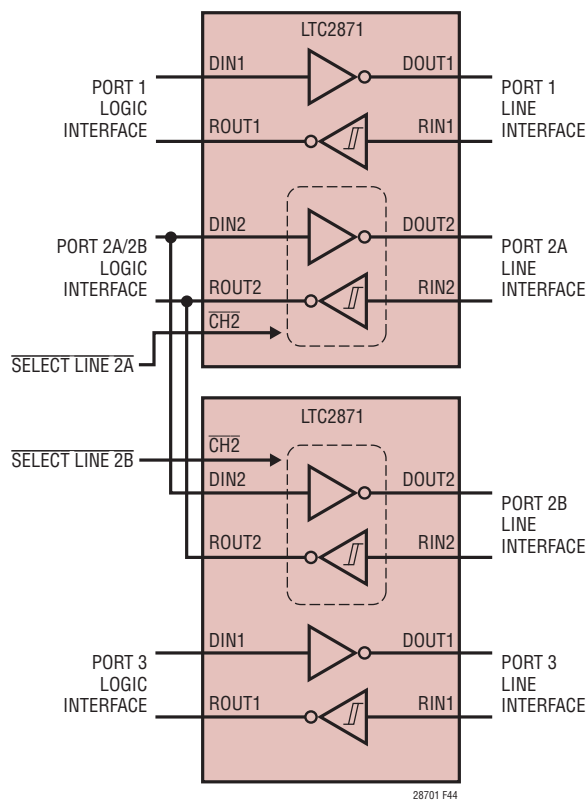 LTC2871
DIN1
DOUT1
PORT 1
LOGIC
INTERFACE
PORT 1
LINE
INTERFACE
ROUT1
RIN1
DIN2
DOUT2
PORT 2A/2B
LOGIC
INTERFACE
PORT 2A
LINE
INTERFACE
ROUT2
RIN2
CH2
SELECT LINE 2A
LTC2871
CH2
SELECT LINE 2B
DIN2
DOUT2
PORT 2B
LINE
INTERFACE
ROUT2
RIN2
DIN1
DOUT1
PORT 3
LOGIC
INTERFACE
PORT 3
LINE
INTERFACE
ROUT1
RIN1
28701 F44